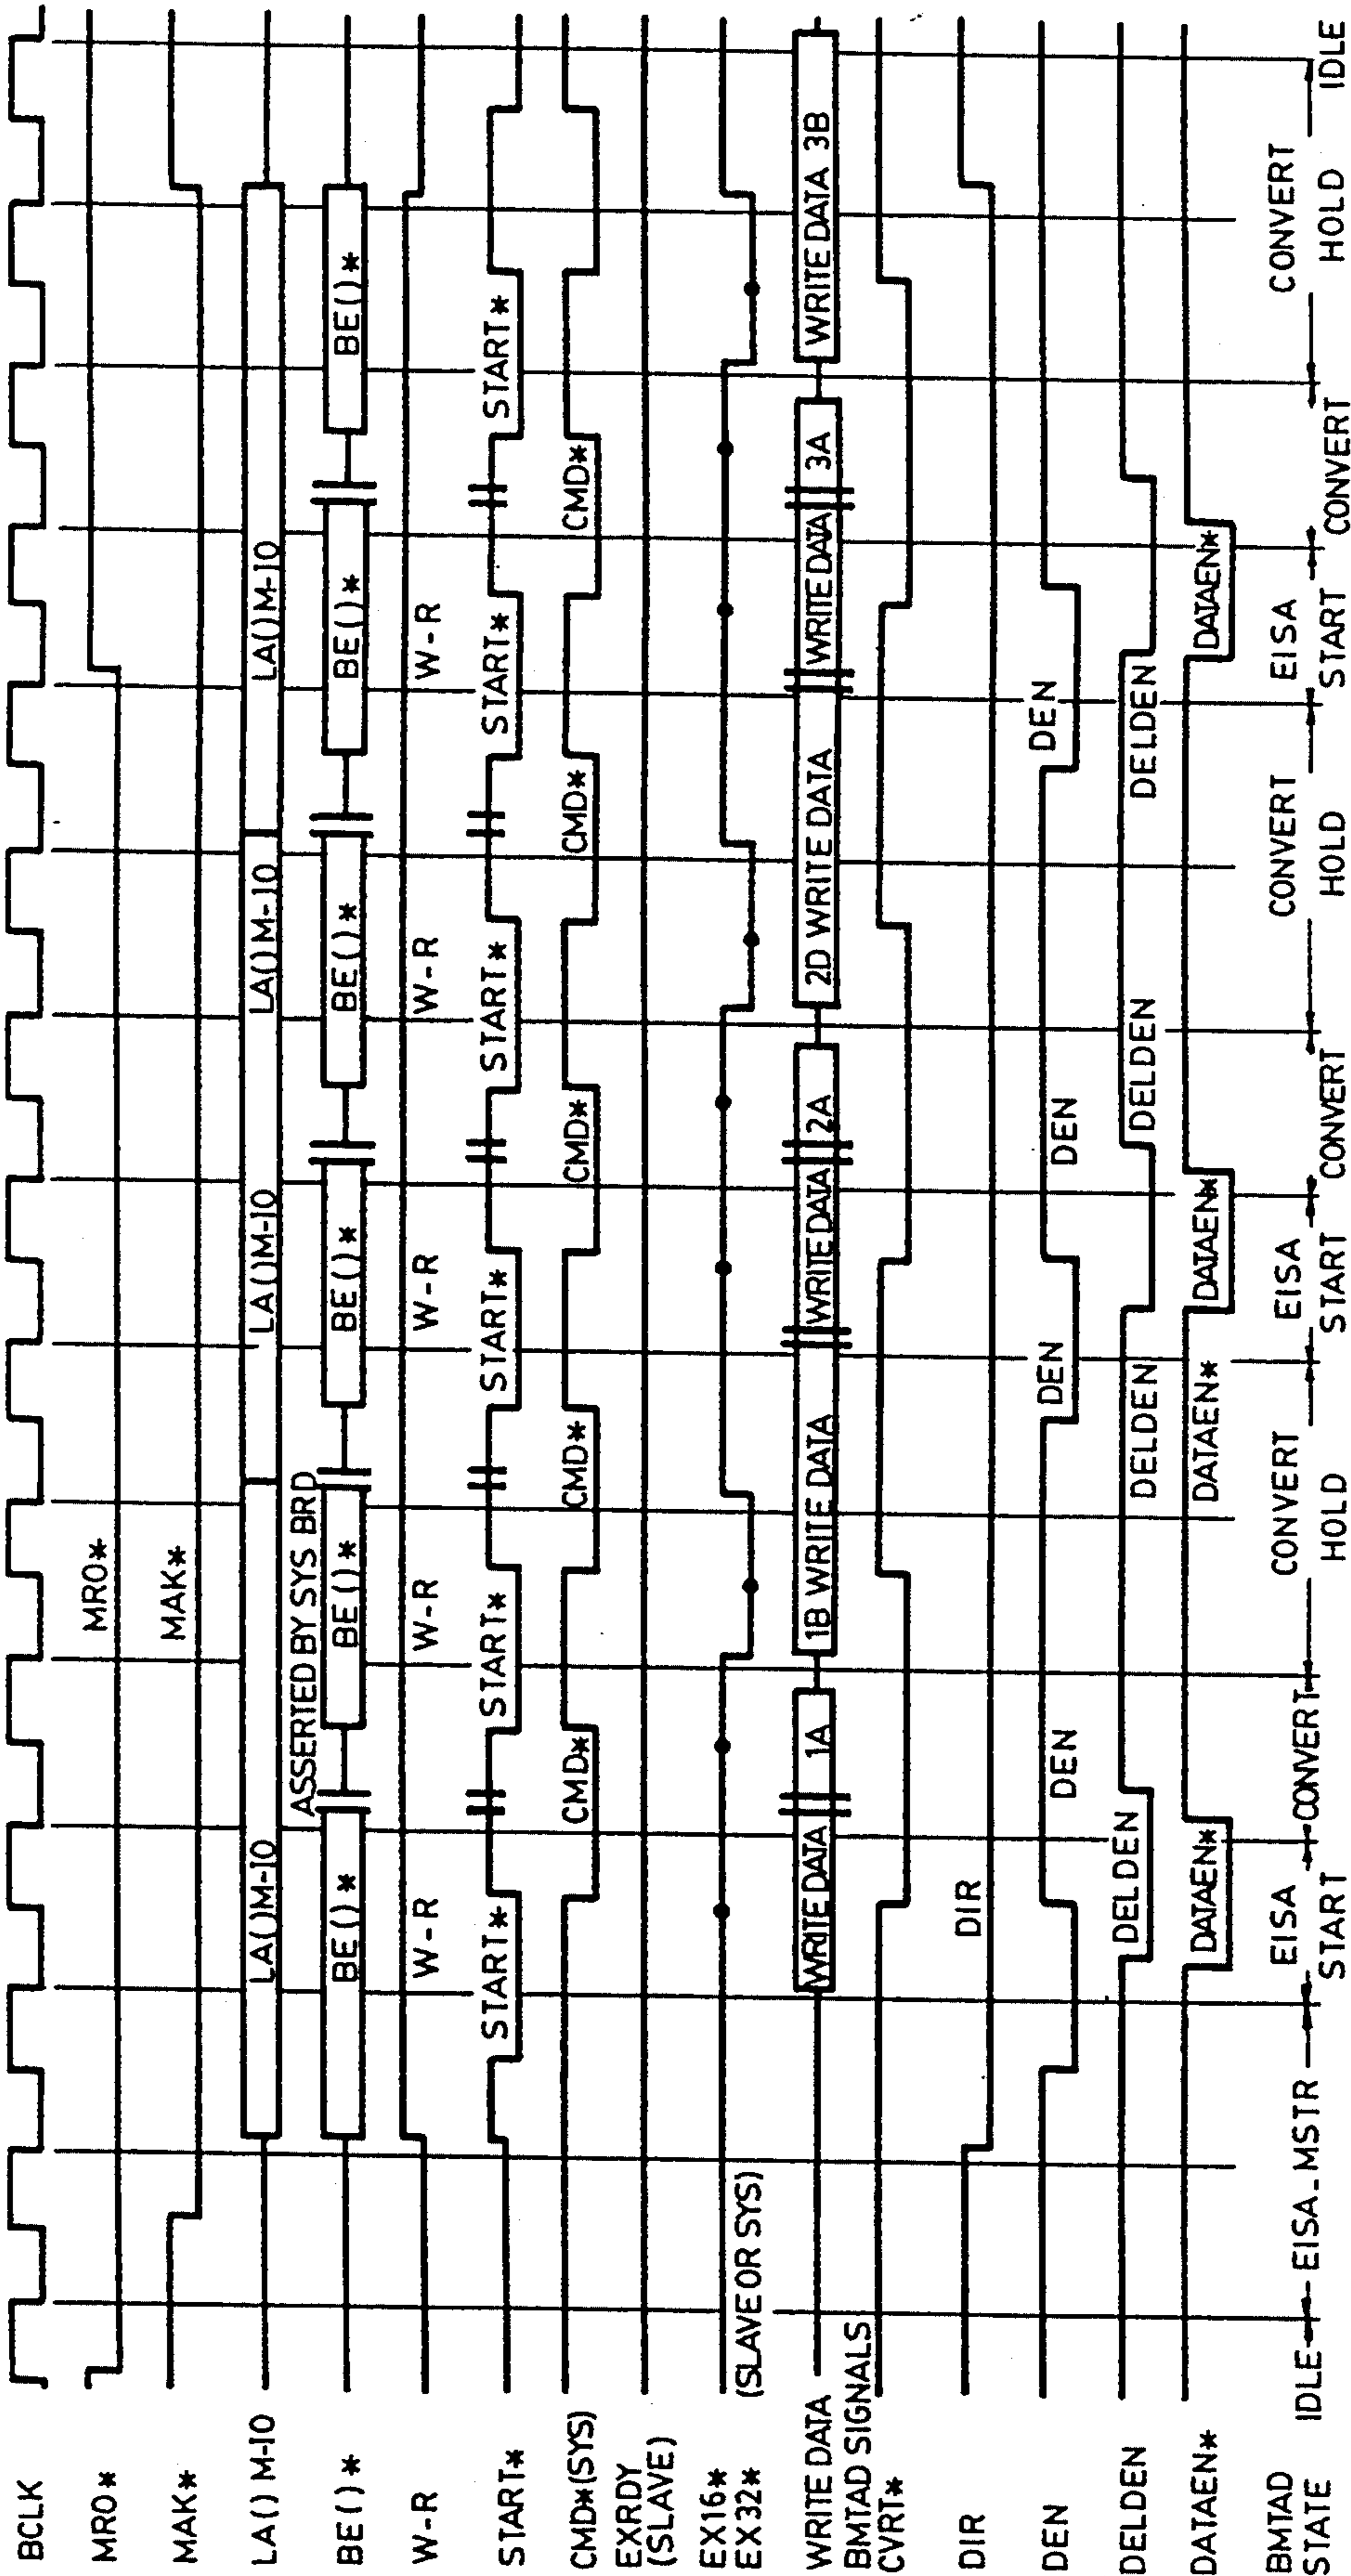 BCLK
MRO*
MRO*
MAK*
MAK*
LA() M-IO
LA()M-IO
LA()M-IO
LA()M-IO
LA()M-IO
ASSERTED BY SYS BRD
BE()*
BE()*
BE()*
BE()*
BE()*
BE()*
BE()*
W-R
W-R
W-R
W-R
W-R
W-R
START*
START*
START*
START*
START*
START*
START*
CMD*(SYS)
CMD*
CMD*
CMD*
CMD*
CMD*
EXRDY
(SLAVE)
EX16*
EX32*
(SLAVE OR SYS)
WRITE DATA
WRITE DATA 1A
1B WRITE DATA
WRITE DATA 2A
2D WRITE DATA
WRITE DATA 3A
WRITE DATA 3B
BMTAD SIGNALS
CVRT*
DIR
DIR
DEN
DEN
DEN
DEN
DEN
DELDEN
DELDEN
DELDEN
DELDEN
DELDEN
DATAEN*
DATAEN*
DATAEN*
DATAEN*
DATAEN*
BMTAD
STATE
IDLE
EISA_MSTR
EISA
START
CONVERT
CONVERT
HOLD
EISA
START
CONVERT
CONVERT
HOLD
EISA
START
CONVERT
CONVERT
HOLD
IDLE